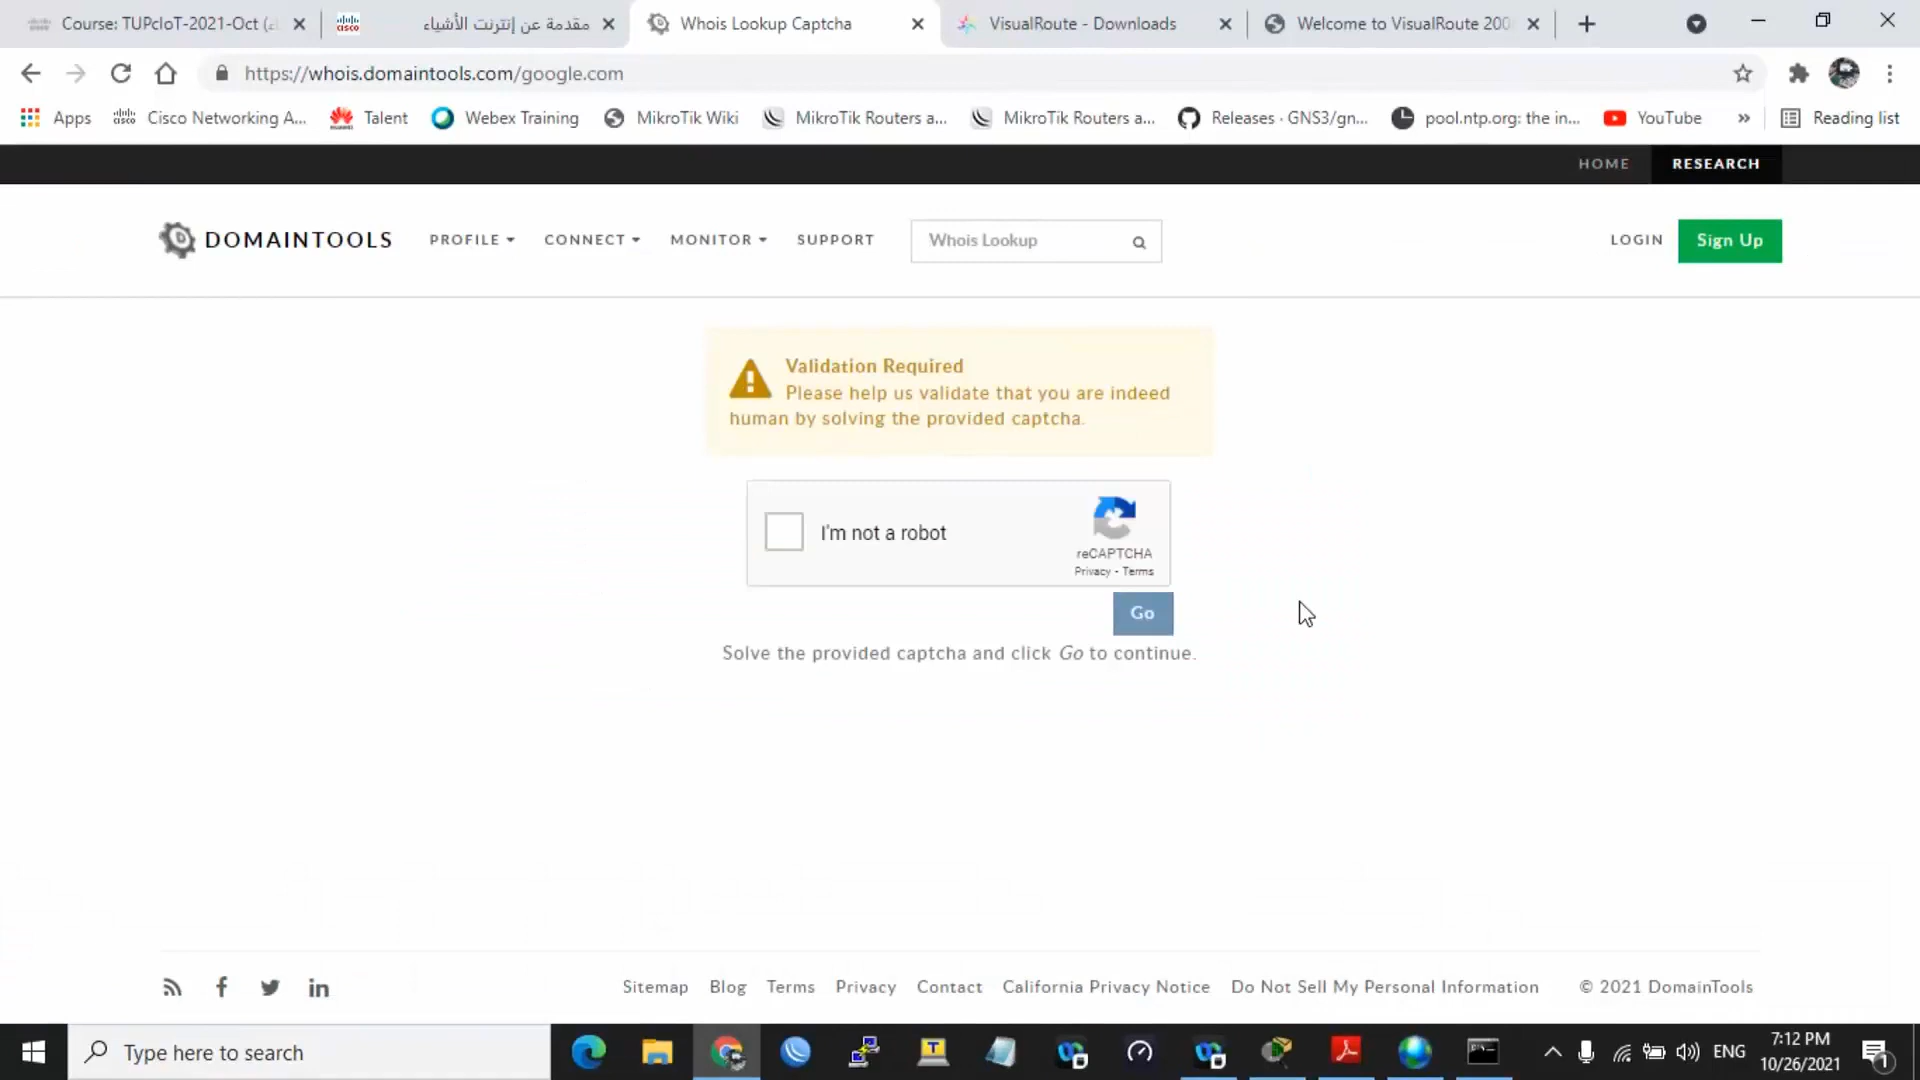 Course: TUPcIoT-2021-Oct
مقدمة عن إنترنت الأشياء
Whois Lookup Captcha
VisualRoute - Downloads
Welcome to VisualRoute 200
https://whois.domaintools.com/google.com
Apps
Cisco Networking A...
Talent
Webex Training
MikroTik Wiki
MikroTik Routers a...
MikroTik Routers a...
Releases · GNS3/gn...
pool.ntp.org: the in...
YouTube
»
Reading list
HOME
RESEARCH
DOMAINTOOLS
PROFILE
CONNECT
MONITOR
SUPPORT
Whois Lookup
LOGIN
Sign Up
Validation Required
Please help us validate that you are indeed
human by solving the provided captcha.
I'm not a robot
reCAPTCHA
Privacy - Terms
Go
Solve the provided captcha and click Go to continue.
Sitemap
Blog
Terms
Privacy
Contact
California Privacy Notice
Do Not Sell My Personal Information
© 2021 DomainTools
Type here to search
ENG
7:12 PM
10/26/2021
1